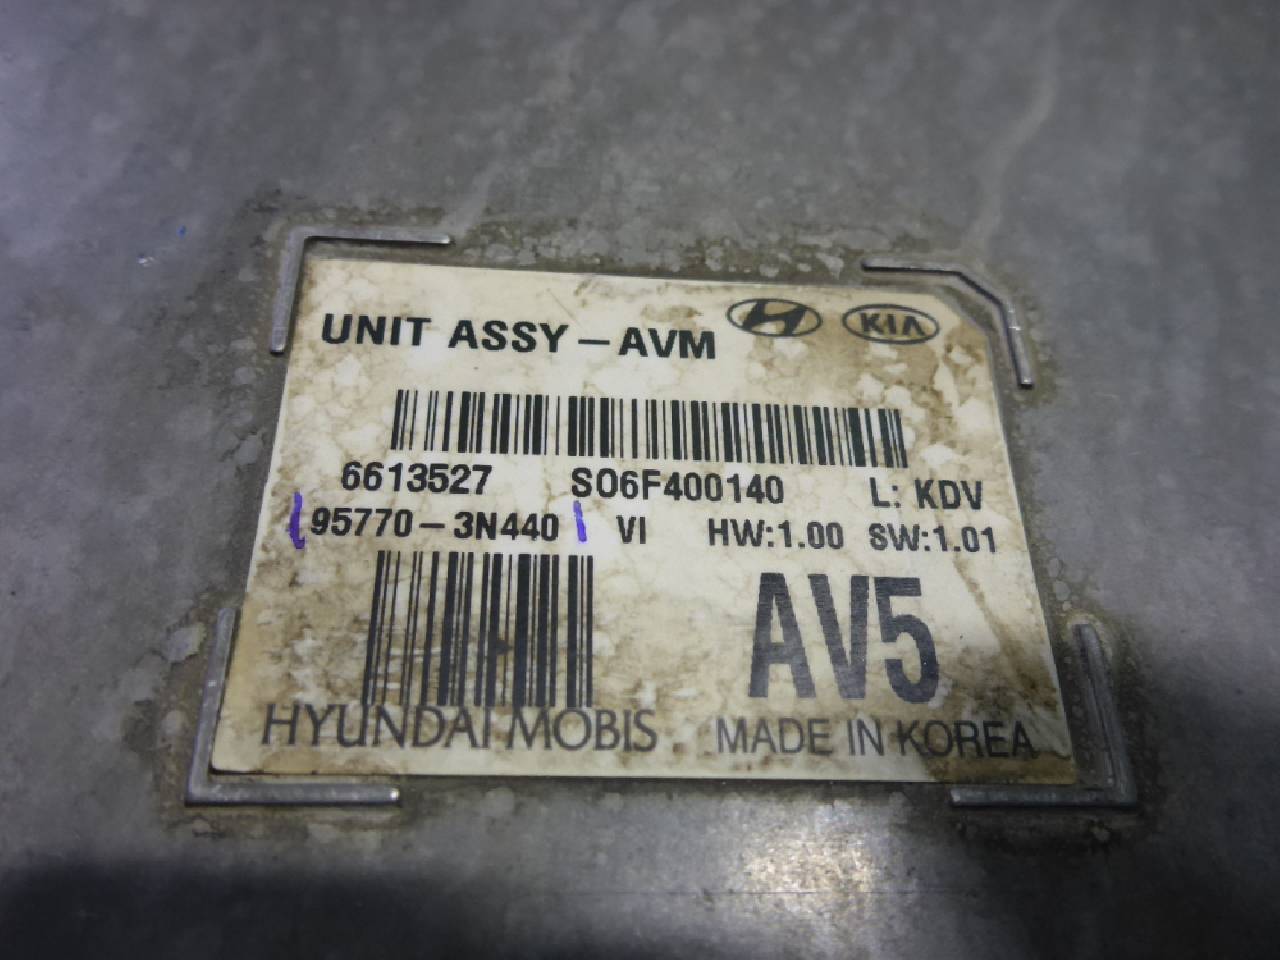 UNIT ASSY-AVM KIA
6613527 S06F400140 L: KDV
95770-3N440 VI HW:1.00 SW:1.01
AV5
HYUNDAI MOBIS MADE IN KOREA